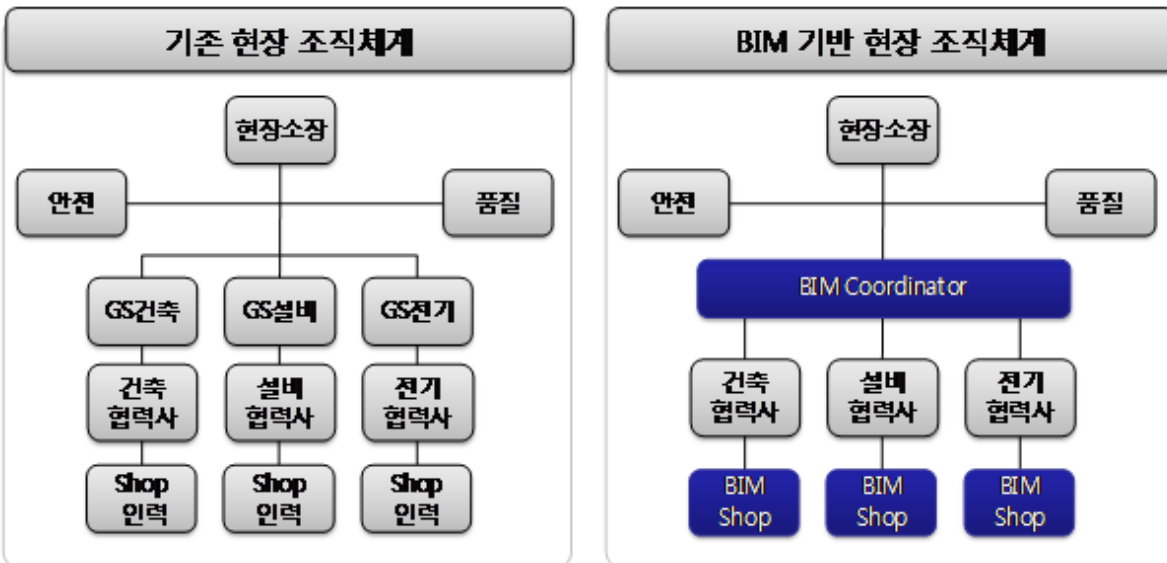 기존 현장 조직체계
현장소장
안전
품질
GS건축
GS설비
GS전기
건축
협력사
설비
협력사
전기
협력사
Shop
인력
Shop
인력
Shop
인력
BIM 기반 현장 조직체계
현장소장
안전
품질
BIM Coordinator
건축
협력사
설비
협력사
전기
협력사
BIM
Shop
BIM
Shop
BIM
Shop